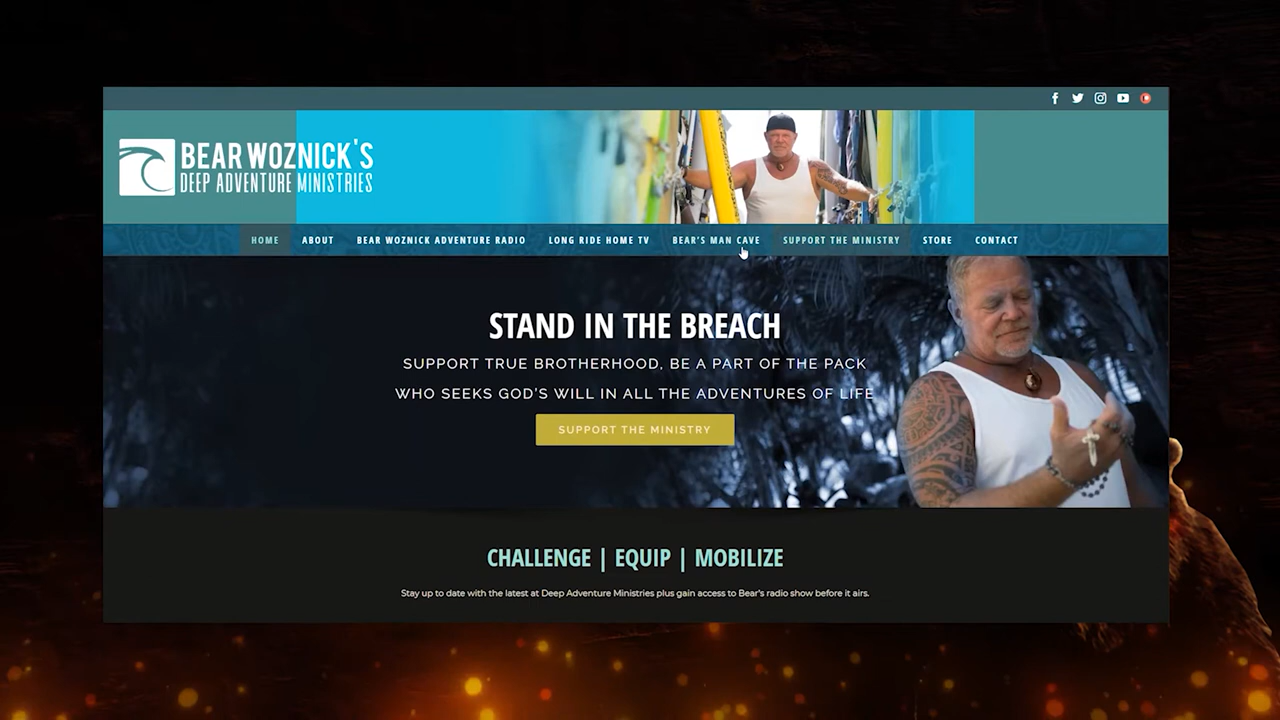 BEAR WOZNICK'S
DEEP ADVENTURE MINISTRIES
HOME ABOUT BEAR WOZNICK ADVENTURE RADIO LONG RIDE HOME TV BEAR'S MAN CAVE SUPPORT THE MINISTRY STORE CONTACT
STAND IN THE BREACH
SUPPORT TRUE BROTHERHOOD, BE A PART OF THE PACK
WHO SEEKS GOD'S WILL IN ALL THE ADVENTURES OF LIFE
SUPPORT THE MINISTRY
CHALLENGE | EQUIP | MOBILIZE
Stay up to date with the latest at Deep Adventure Ministries plus gain access to Bear's radio show before it airs.